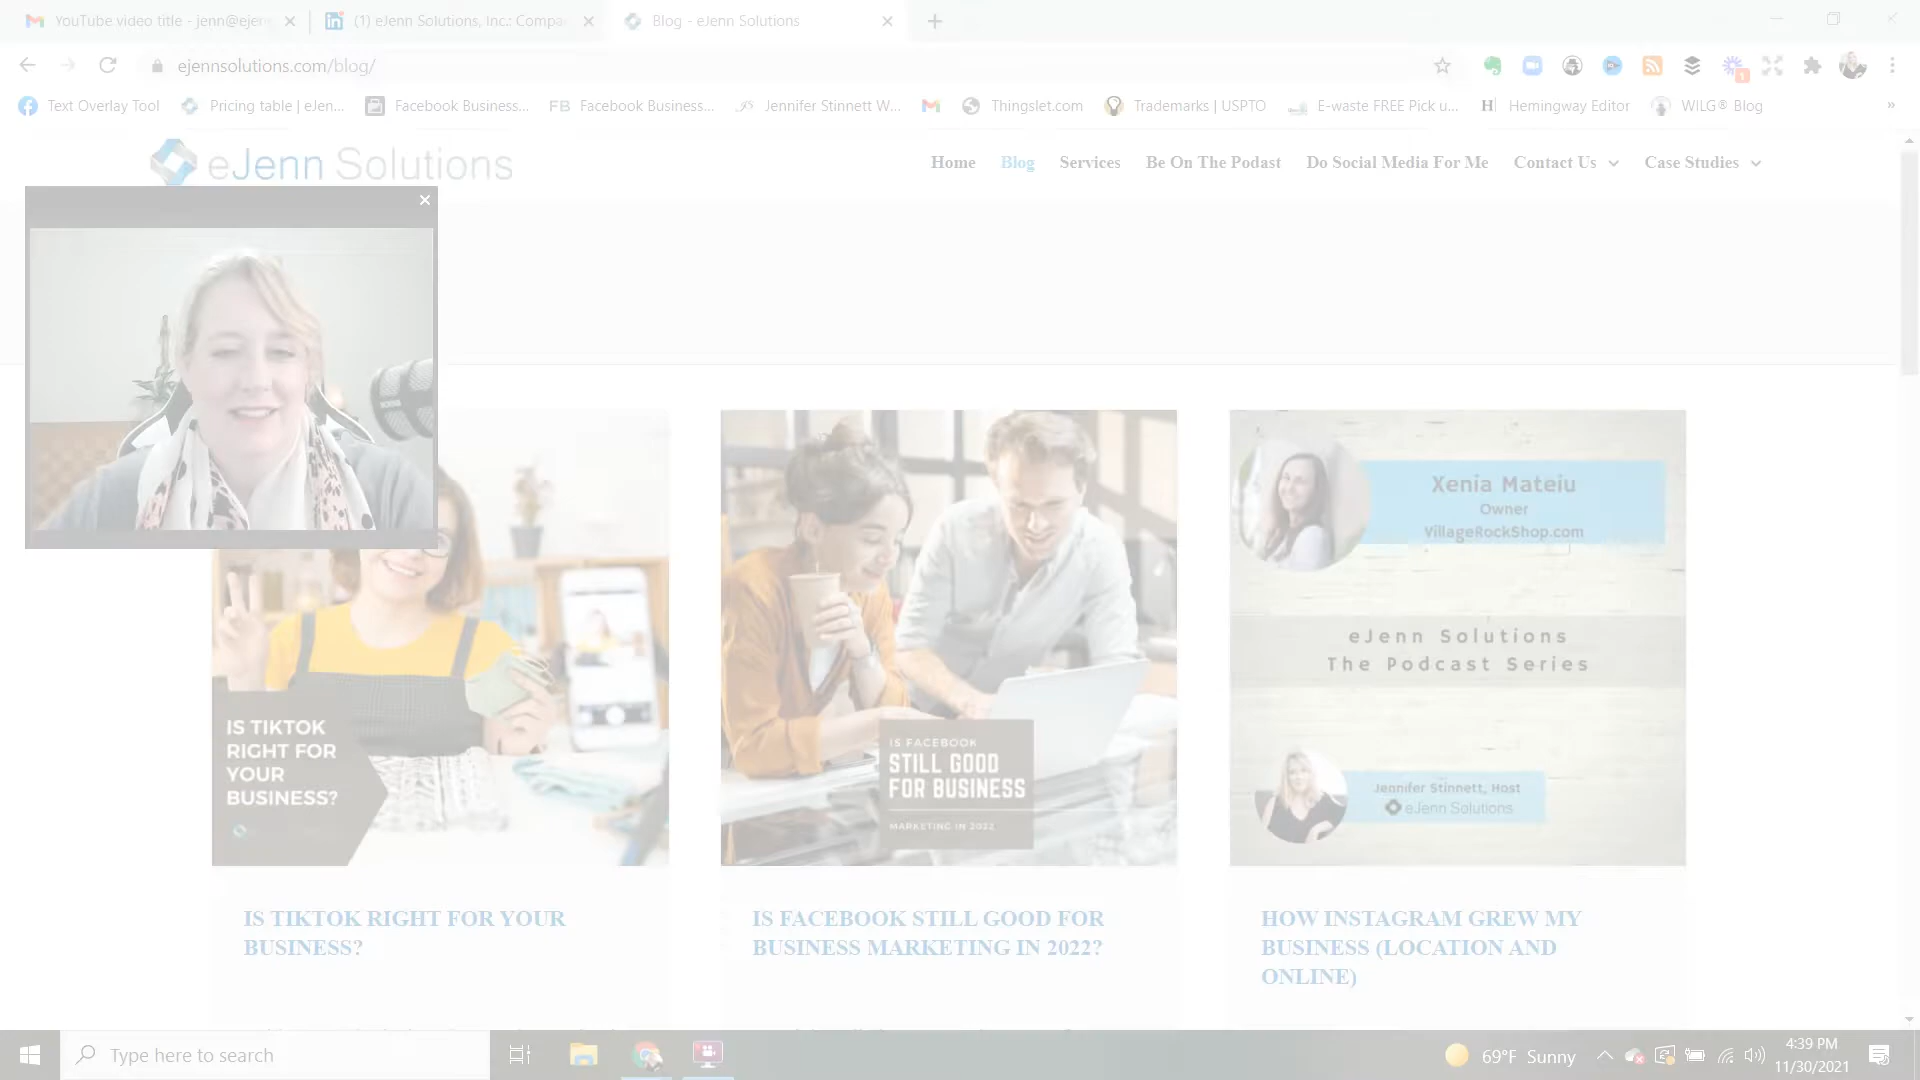 YouTube video title - jenn@ejen
(1) eJenn Solutions, Inc.: Compa
Blog - eJenn Solutions
ejennsolutions.com/blog/
1
Text Overlay Tool
Pricing table | eJen...
Facebook Business...
FB Facebook Business...
JS Jennifer Stinnett W...
Thingslet.com
Trademarks | USPTO
E-waste FREE Pick u...
H Hemingway Editor
WILG® Blog
»
eJenn Solutions
Home
Blog
Services
Be On The Podast
Do Social Media For Me
Contact Us
Case Studies
IS TIKTOK
RIGHT FOR
YOUR
BUSINESS?
IS FACEBOOK
STILL GOOD
FOR BUSINESS
MARKETING IN 2022
Xenia Mateiu
Owner
VillageRockShop.com
eJenn Solutions
The Podcast Series
Jennifer Stinnett, Host
eJenn Solutions
IS TIKTOK RIGHT FOR YOUR
BUSINESS?
IS FACEBOOK STILL GOOD FOR
BUSINESS MARKETING IN 2022?
HOW INSTAGRAM GREW MY
BUSINESS (LOCATION AND
ONLINE)
Type here to search
69°F Sunny
4:39 PM
11/30/2021